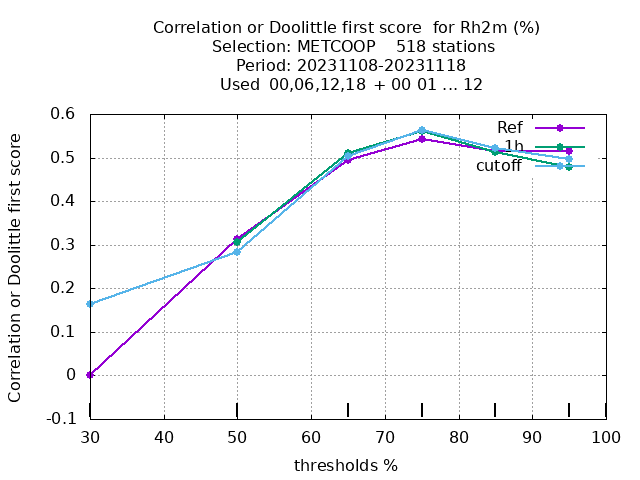 Correlation or Doolittle first score for Rh2m (%)
Selection: METCOOP 518 stations
Period: 20231108-20231118
Used 00,06,12,18 + 00 01 ... 12
Correlation or Doolittle first score
0.6
0.5
0.4
0.3
0.2
0.1
0
-0.1
Ref
1h
cutoff
30 40 50 60 70 80 90 100
thresholds %